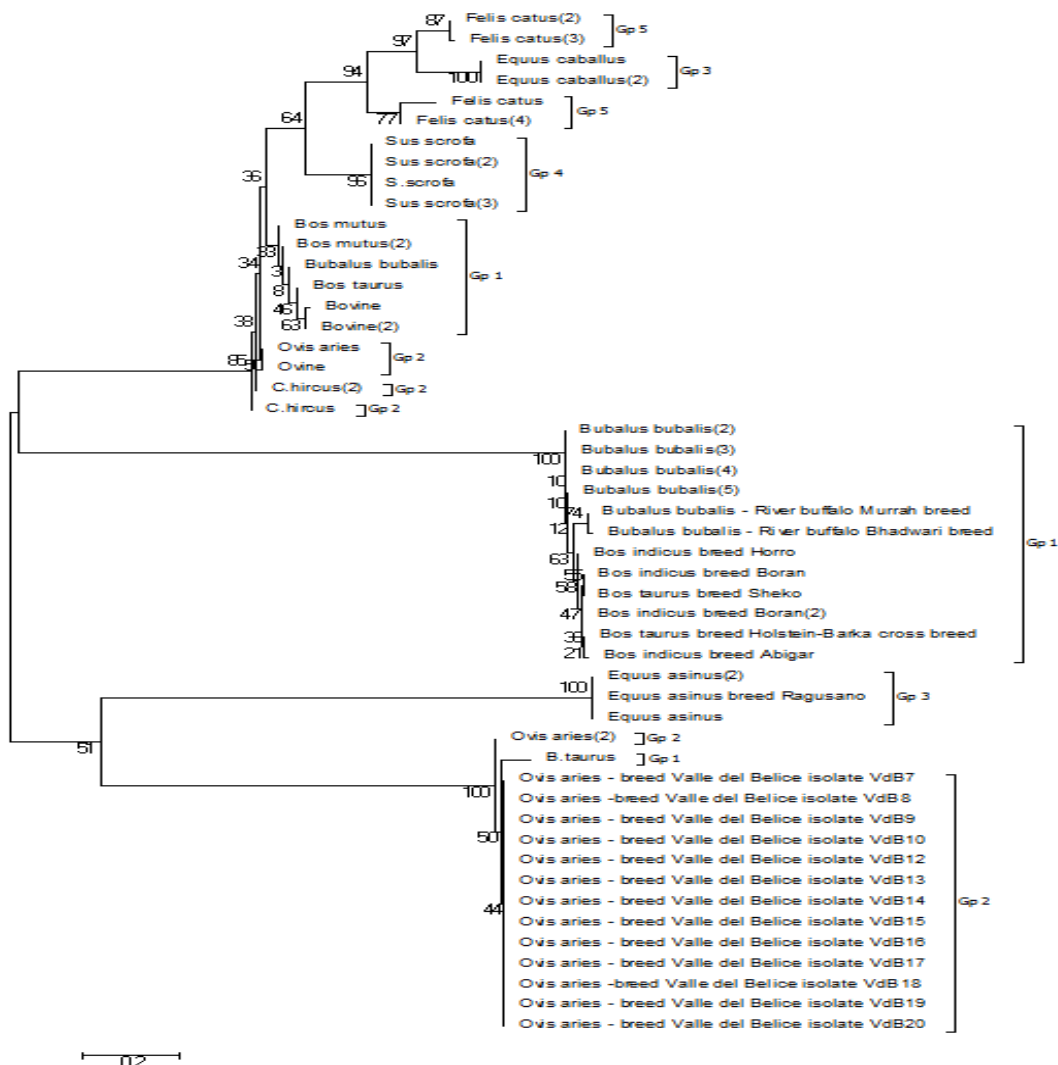 87 Felis catus(2)
Felis catus(3) Gp 5
97
Equus caballus
100 Equus caballus(2) Gp 3
94
Felis catus
77 Felis catus(4) Gp 5
64
Sus scrofa
Sus scrofa(2)
96 S.scrofa
Sus scrofa(3) Gp 4
36
Bos mutus
33 Bos mutus(2)
34
3 Bubalus bubalis Gp 1
8 Bos taurus
46 Bovine
63 Bovine(2)
38
Ovis aries
85 Ovine Gp 2
C.hircus(2) Gp 2
C.hircus Gp 2
Bubalus bubalis(2)
Bubalus bubalis(3)
100
Bubalus bubalis(4)
10
Bubalus bubalis(5)
10
74 Bubalus bubalis - River buffalo Murrah breed
12 Bubalus bubalis - River buffalo Bhadwari breed
Gp 1
63 Bos indicus breed Horro
Bos indicus breed Boran
58 Bos taurus breed Sheko
47 Bos indicus breed Boran(2)
Bos taurus breed Holstein-Barka cross breed
21 Bos indicus breed Abigar
Equus asinus(2)
100 Equus asinus breed Ragusano Gp 3
Equus asinus
51
Ovis aries(2) Gp 2
B.taurus Gp 1
Ovis aries - breed Valle del Belice isolate VdB7
100 Ovis aries -breed Valle del Belice isolate VdB8
Ovis aries - breed Valle del Belice isolate VdB9
50 Ovis aries - breed Valle del Belice isolate VdB10
Ovis aries - breed Valle del Belice isolate VdB12
Ovis aries - breed Valle del Belice isolate VdB13
44 Ovis aries - breed Valle del Belice isolate VdB14 Gp 2
Ovis aries - breed Valle del Belice isolate VdB15
Ovis aries - breed Valle del Belice isolate VdB16
Ovis aries - breed Valle del Belice isolate VdB17
Ovis aries -breed Valle del Belice isolate VdB18
Ovis aries - breed Valle del Belice isolate VdB19
Ovis aries - breed Valle del Belice isolate VdB20
0.2